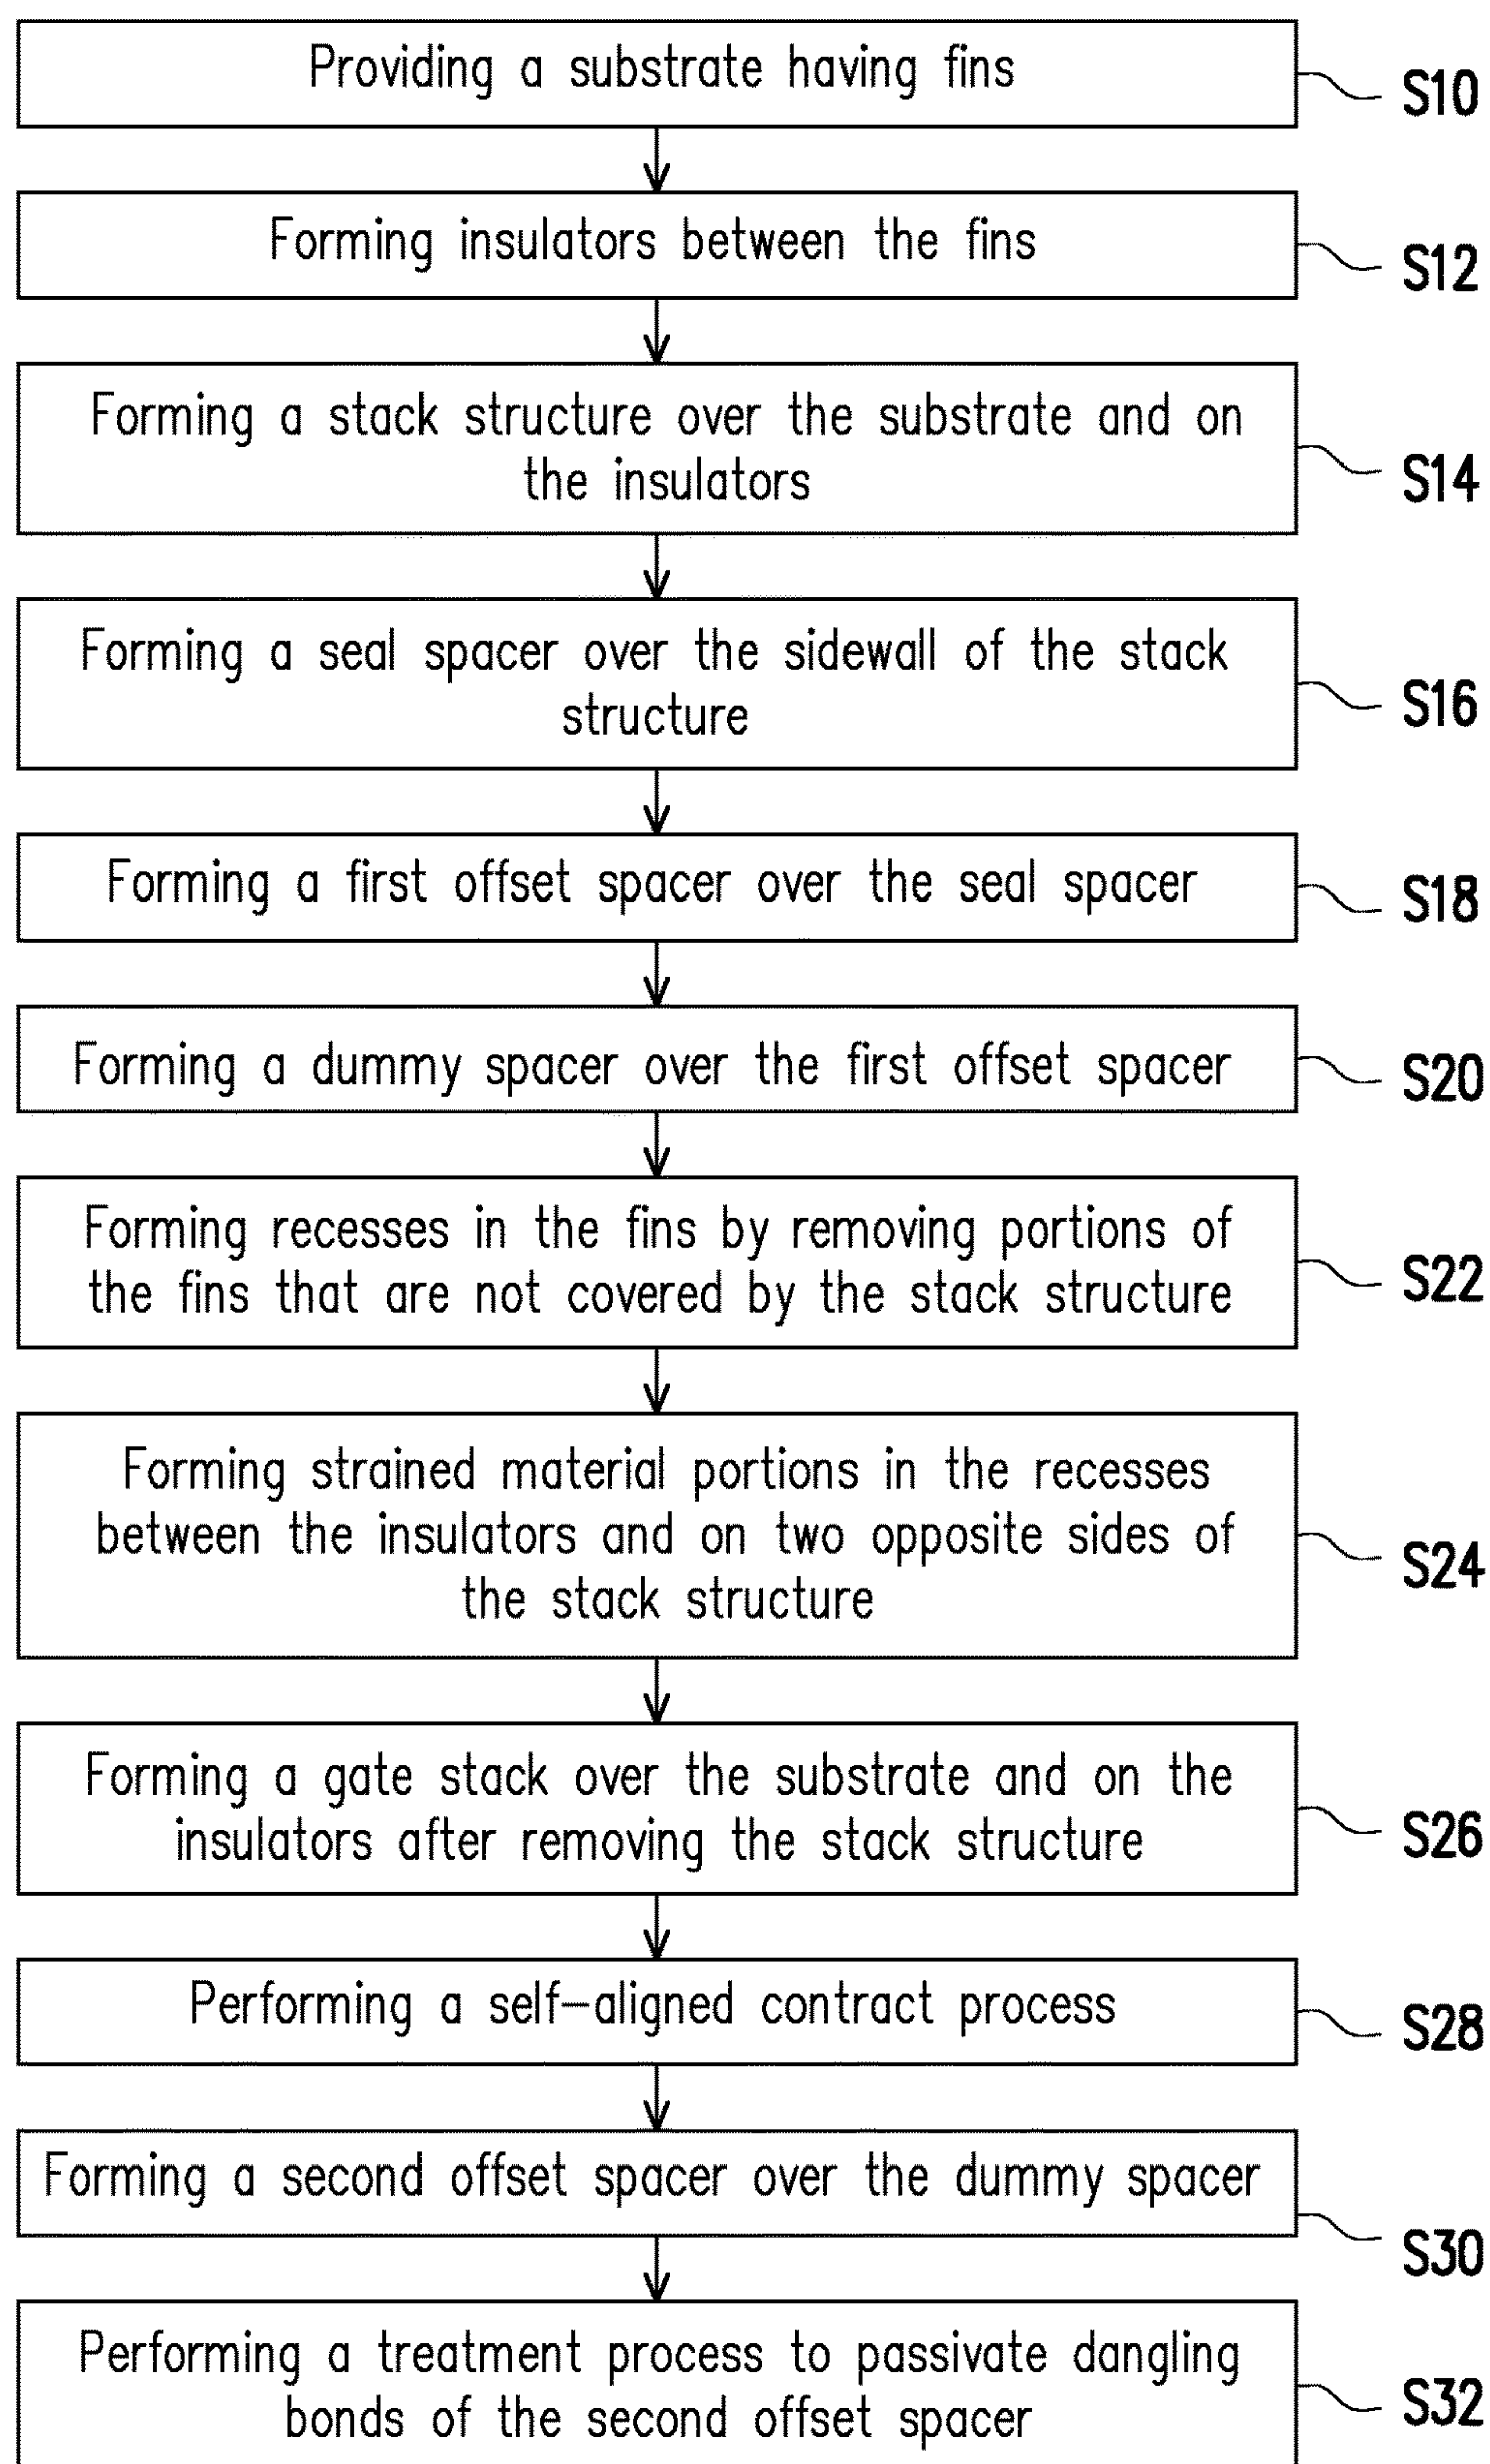 Providing a substrate having fins
S10
Forming insulators between the fins
S12
Forming a stack structure over the substrate and on
the insulators
S14
Forming a seal spacer over the sidewall of the stack
structure
S16
Forming a first offset spacer over the seal spacer
S18
Forming a dummy spacer over the first offset spacer
S20
Forming recesses in the fins by removing portions of
the fins that are not covered by the stack structure
S22
Forming strained material portions in the recesses
between the insulators and on two opposite sides of
the stack structure
S24
Forming a gate stack over the substrate and on the
insulators after removing the stack structure
S26
Performing a self-aligned contract process
S28
Forming a second offset spacer over the dummy spacer
S30
Performing a treatment process to passivate dangling
bonds of the second offset spacer
S32